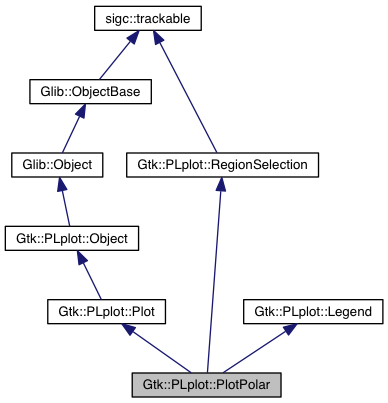 sigc::trackable
Glib::ObjectBase
Glib::Object
Gtk::PLplot::RegionSelection
Gtk::PLplot::Object
Gtk::PLplot::Plot
Gtk::PLplot::Legend
Gtk::PLplot::PlotPolar